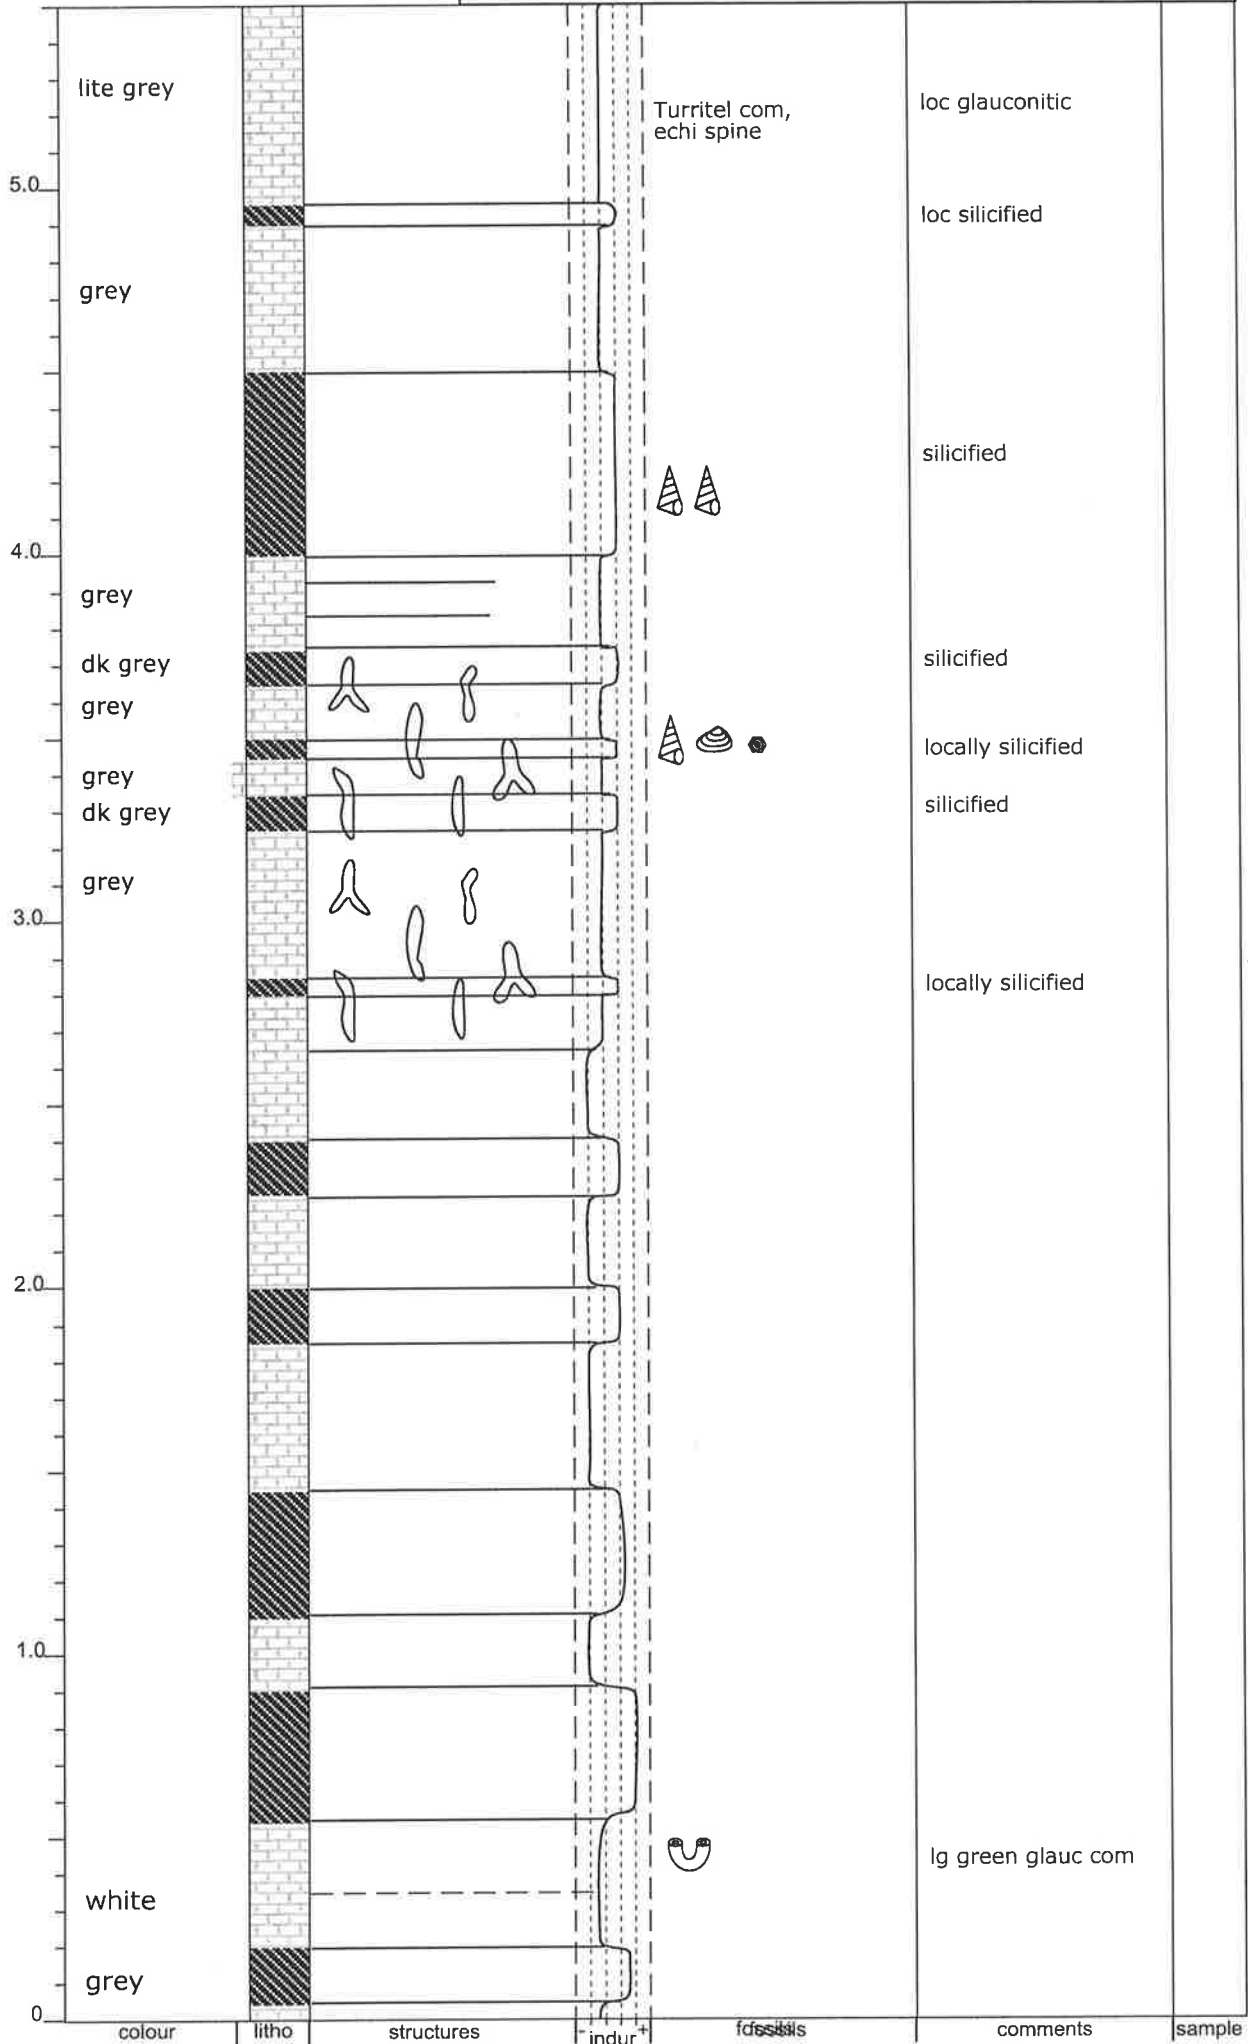 lite grey
Turritel com,
echi spine
loc glauconitic
5.0
loc silicified
grey
silicified
4.0
grey
dk grey
silicified
grey
locally silicified
grey
dk grey
silicified
grey
3.0
locally silicified
2.0
1.0
lg green glauc com
white
grey
0
colour litho structures - indur + fossils comments sample